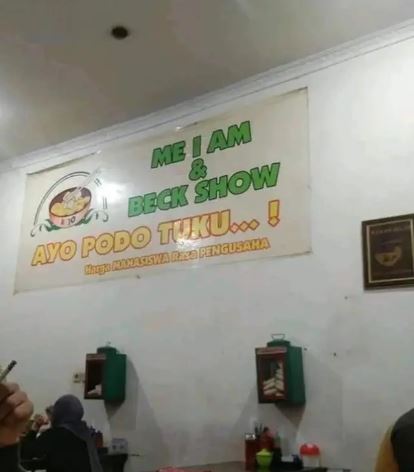 ME I AM
&
BECK SHOW
AYO PODO TUKU... !
Harga MAHASISWA Rasa PENGUSAHA